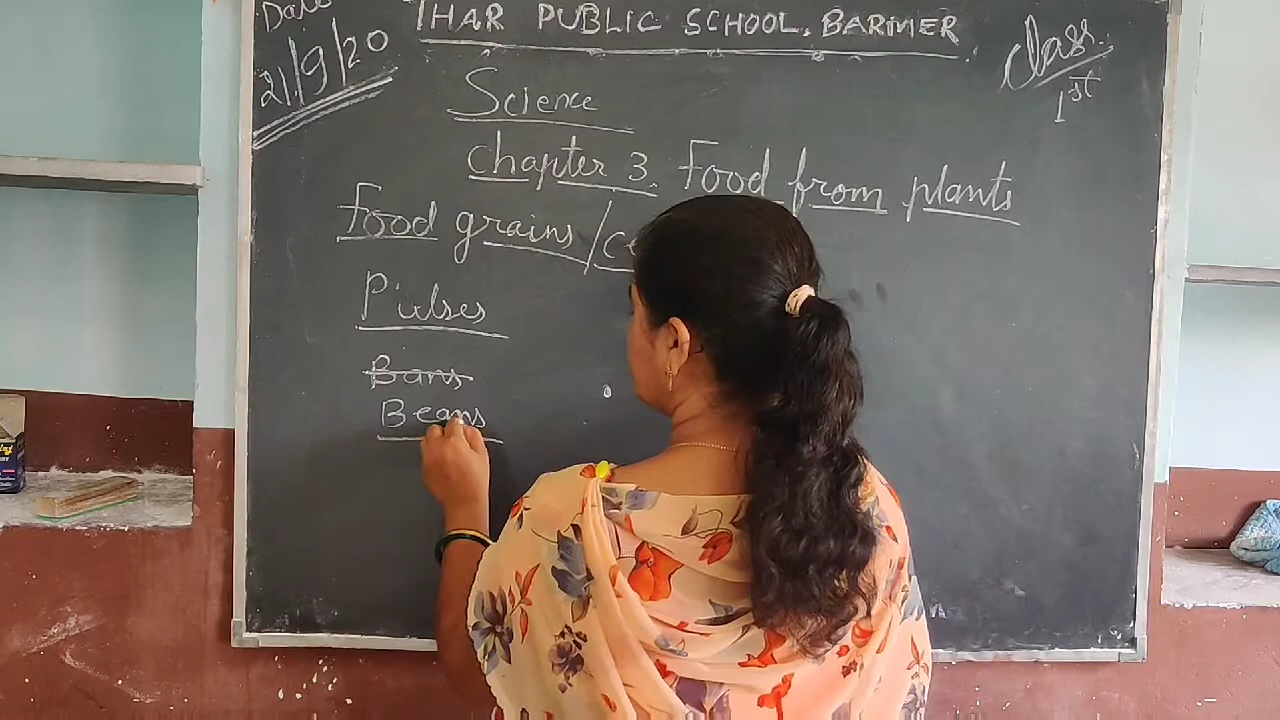 Date
21/9/20
THAR PUBLIC SCHOOL, BARMER
Class
1st
Science
Chapter 3. Food from plants
Food grains/ce
Pulses
Bans
Beans